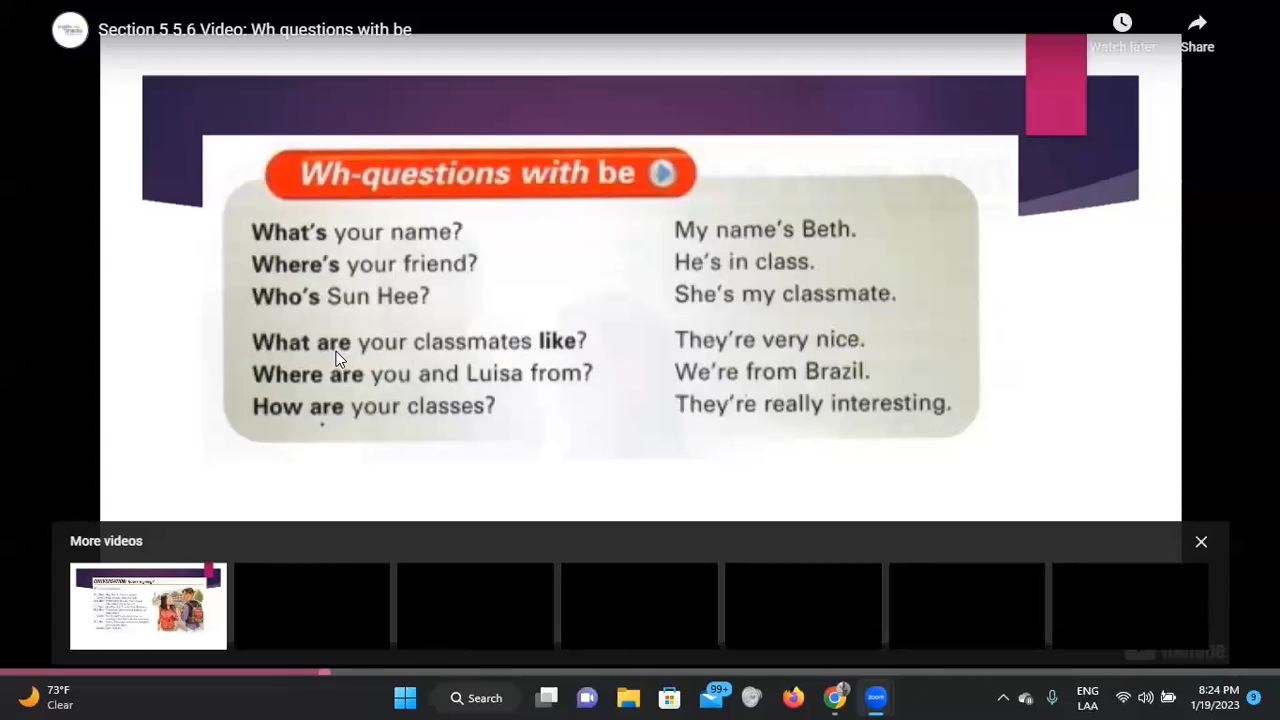 Section 5 5.6 Video: Wh questions with be
Watch later
Share
Wh-questions with be
What's your name?
My name's Beth.
Where's your friend?
He's in class.
Who's Sun Hee?
She's my classmate.
What are your classmates like?
They're very nice.
Where are you and Luisa from?
We're from Brazil.
How are your classes?
They're really interesting.
More videos
YouTube
73°F
Clear
Search
99+
zoom
ENG
LAA
8:24 PM
1/19/2023
9